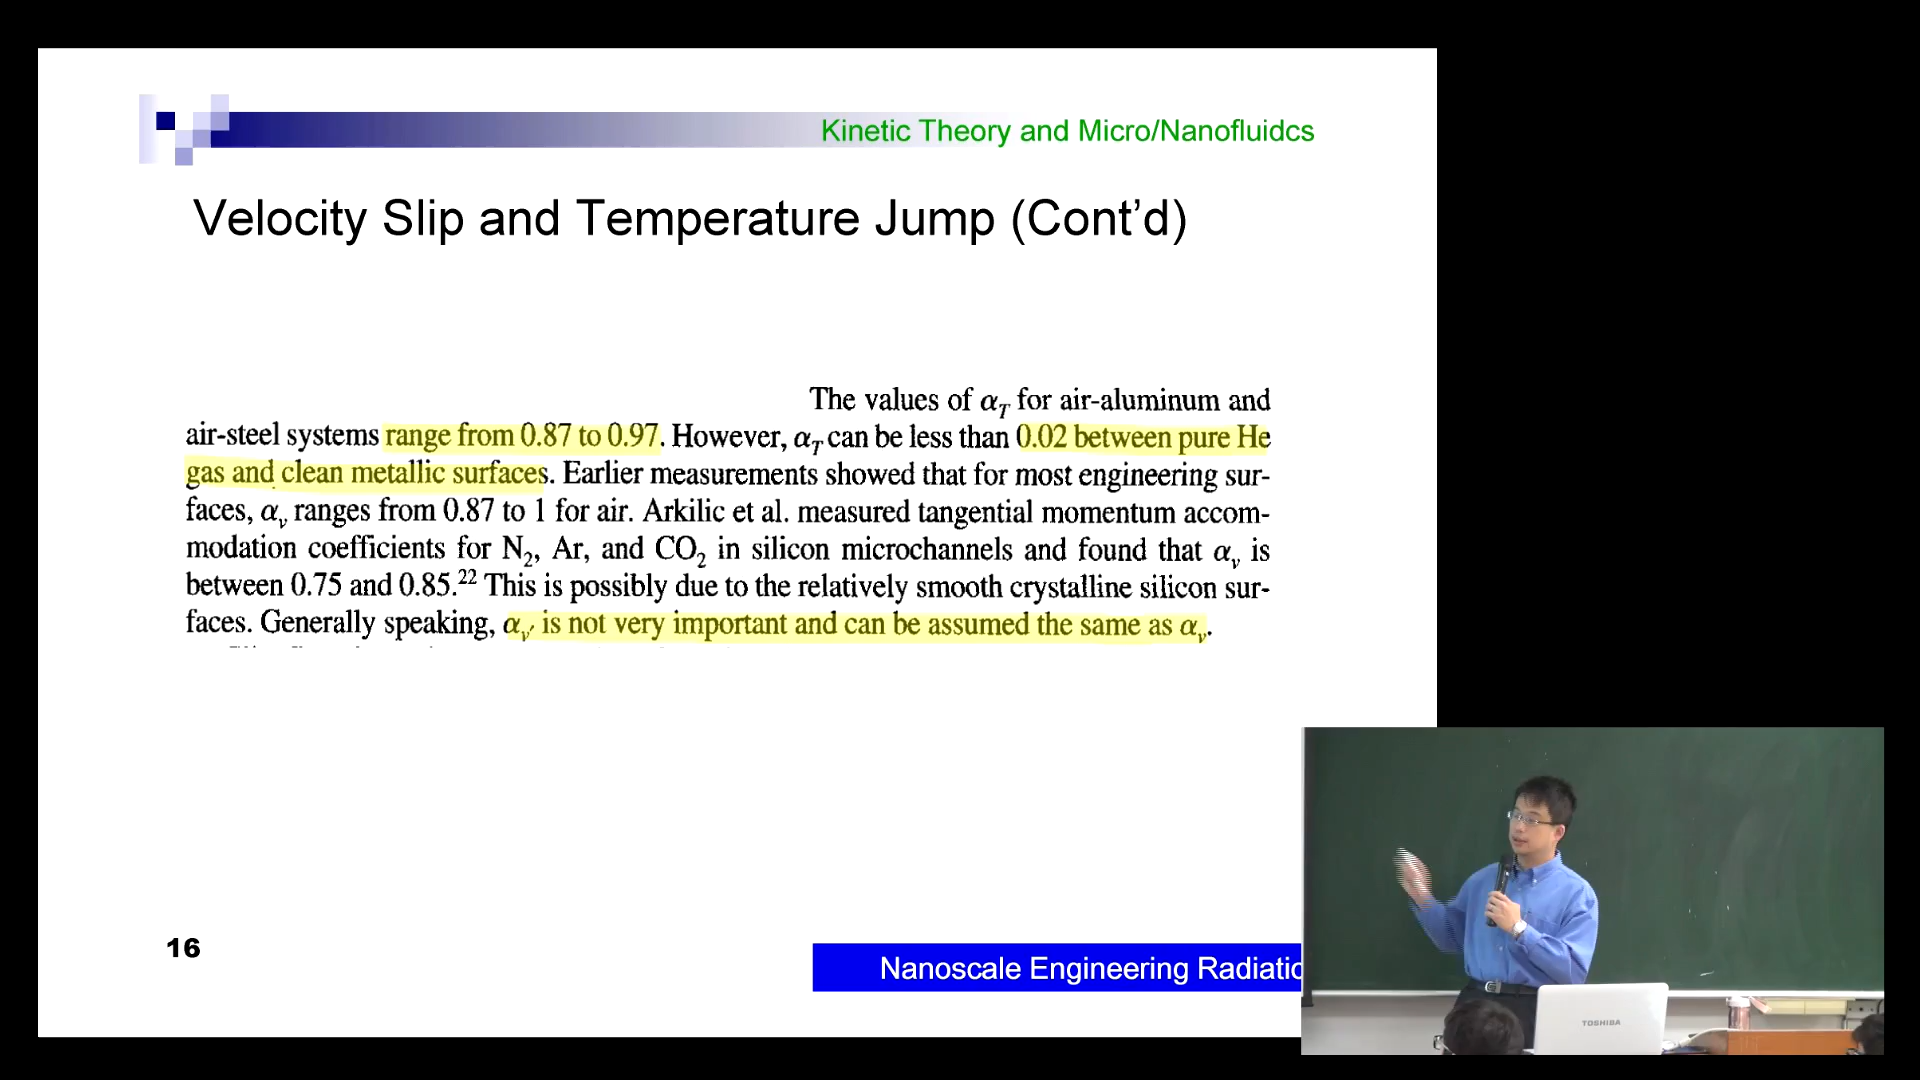 Kinetic Theory and Micro/Nanofluidcs
Velocity Slip and Temperature Jump (Cont’d)
The values of α_T for air-aluminum and
air-steel systems range from 0.87 to 0.97. However, α_T can be less than 0.02 between pure He
gas and clean metallic surfaces. Earlier measurements showed that for most engineering sur-
faces, α_v ranges from 0.87 to 1 for air. Arkilic et al. measured tangential momentum accom-
modation coefficients for N₂, Ar, and CO₂ in silicon microchannels and found that α_v is
between 0.75 and 0.85.²² This is possibly due to the relatively smooth crystalline silicon sur-
faces. Generally speaking, α_v′ is not very important and can be assumed the same as α_v.
16
Nanoscale Engineering Radiatio
TOSHIBA